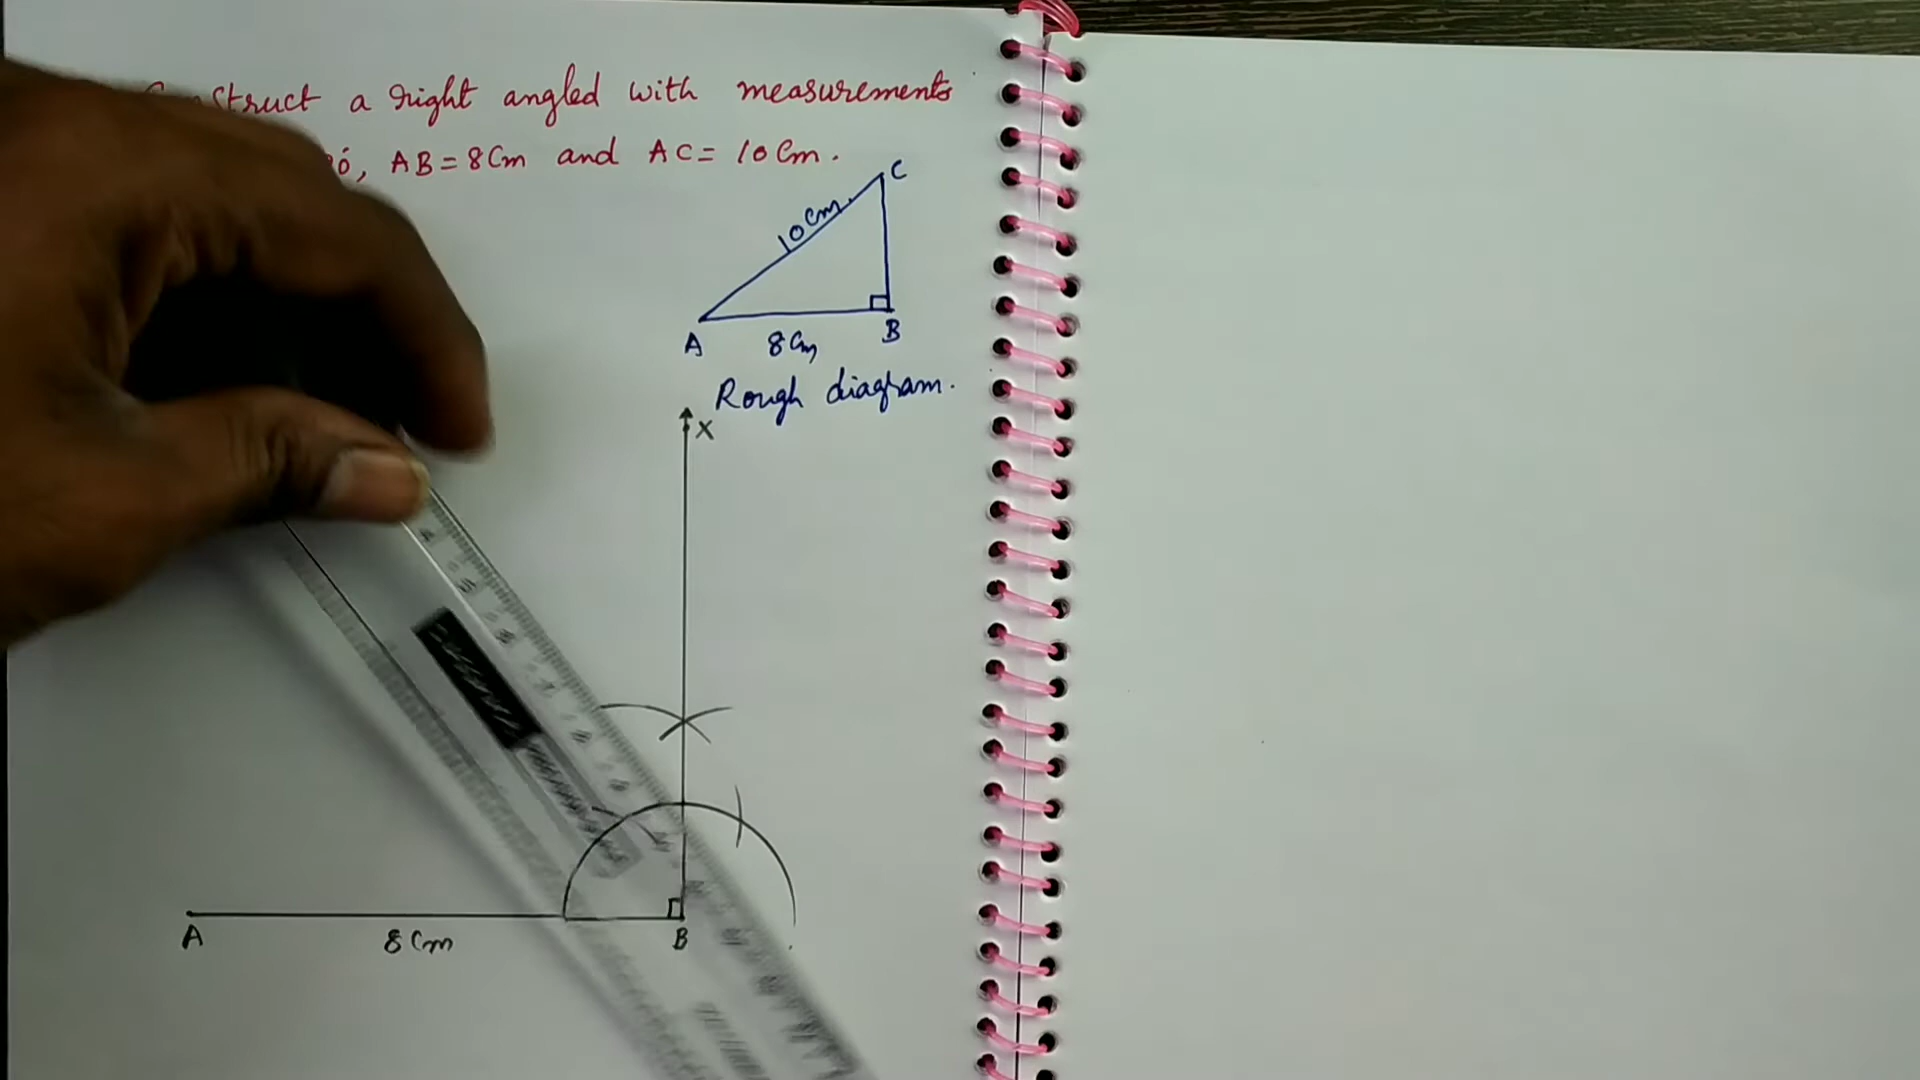 struct a right angled with measurements
AB = 8 Cm and AC = 10 Cm.
C
10 Cm
A 8 Cm B
Rough diagram.
X
A 8 Cm B